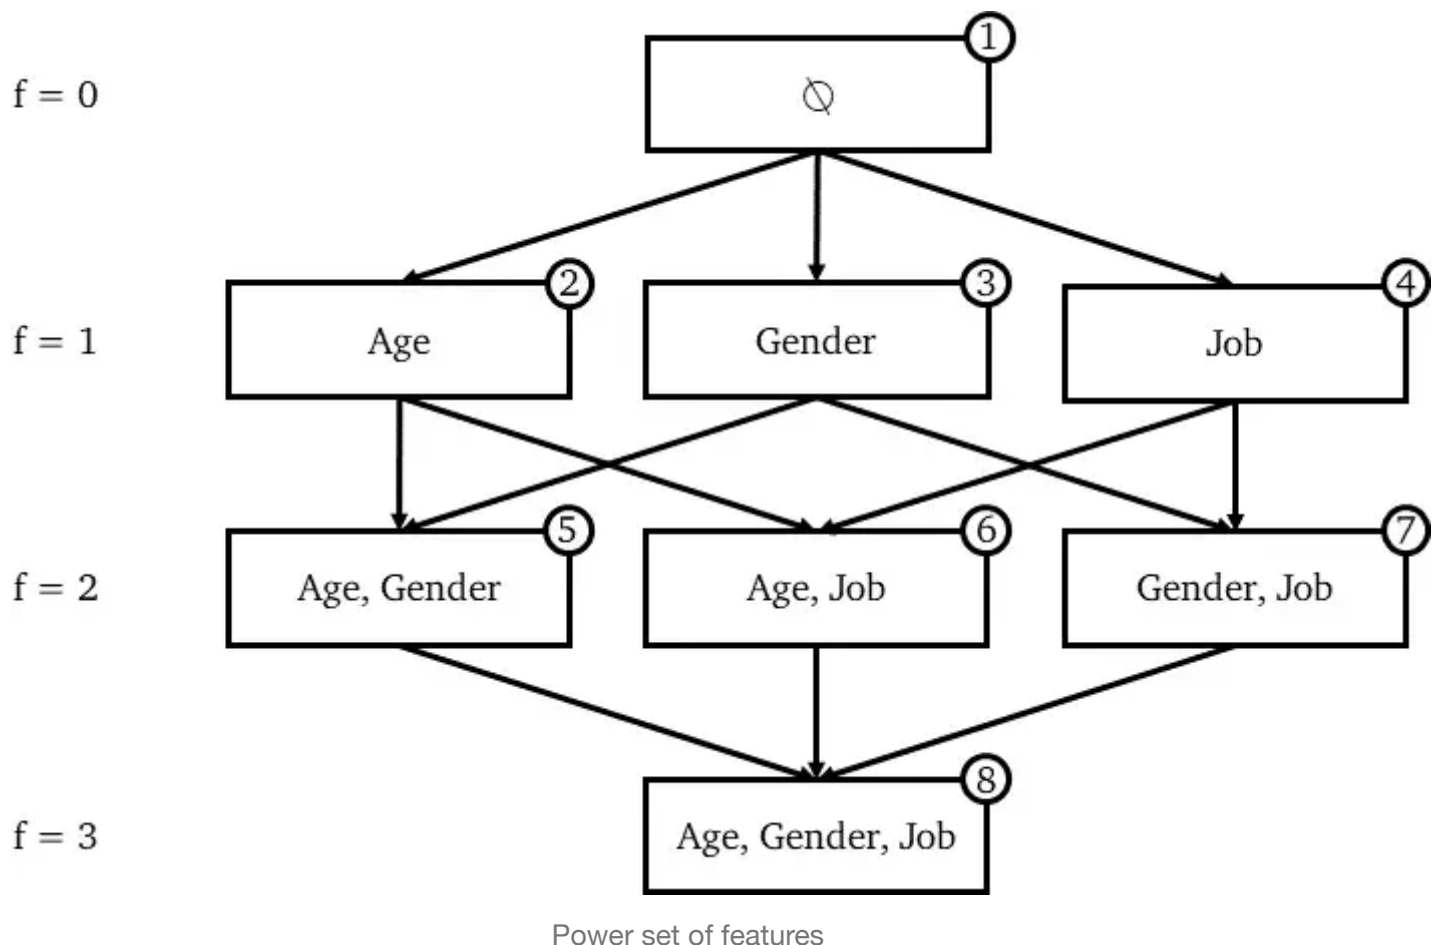 ①
f = 0
∅
② ③ ④
f = 1
Age
Gender
Job
⑤ ⑥ ⑦
f = 2
Age, Gender
Age, Job
Gender, Job
⑧
f = 3
Age, Gender, Job
Power set of features